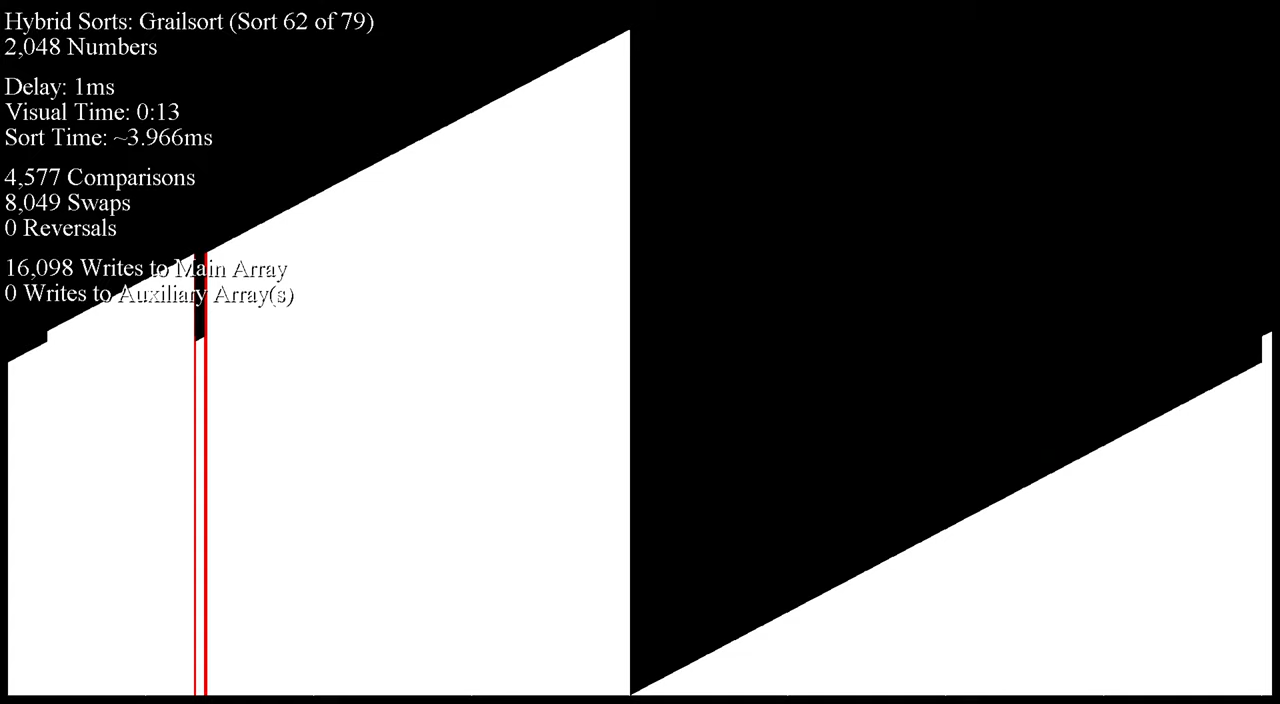 Hybrid Sorts: Grailsort (Sort 62 of 79)
2,048 Numbers
Delay: 1ms
Visual Time: 0:13
Sort Time: ~3.966ms
4,577 Comparisons
8,049 Swaps
0 Reversals
16,098 Writes to Main Array
0 Writes to Auxiliary Array(s)